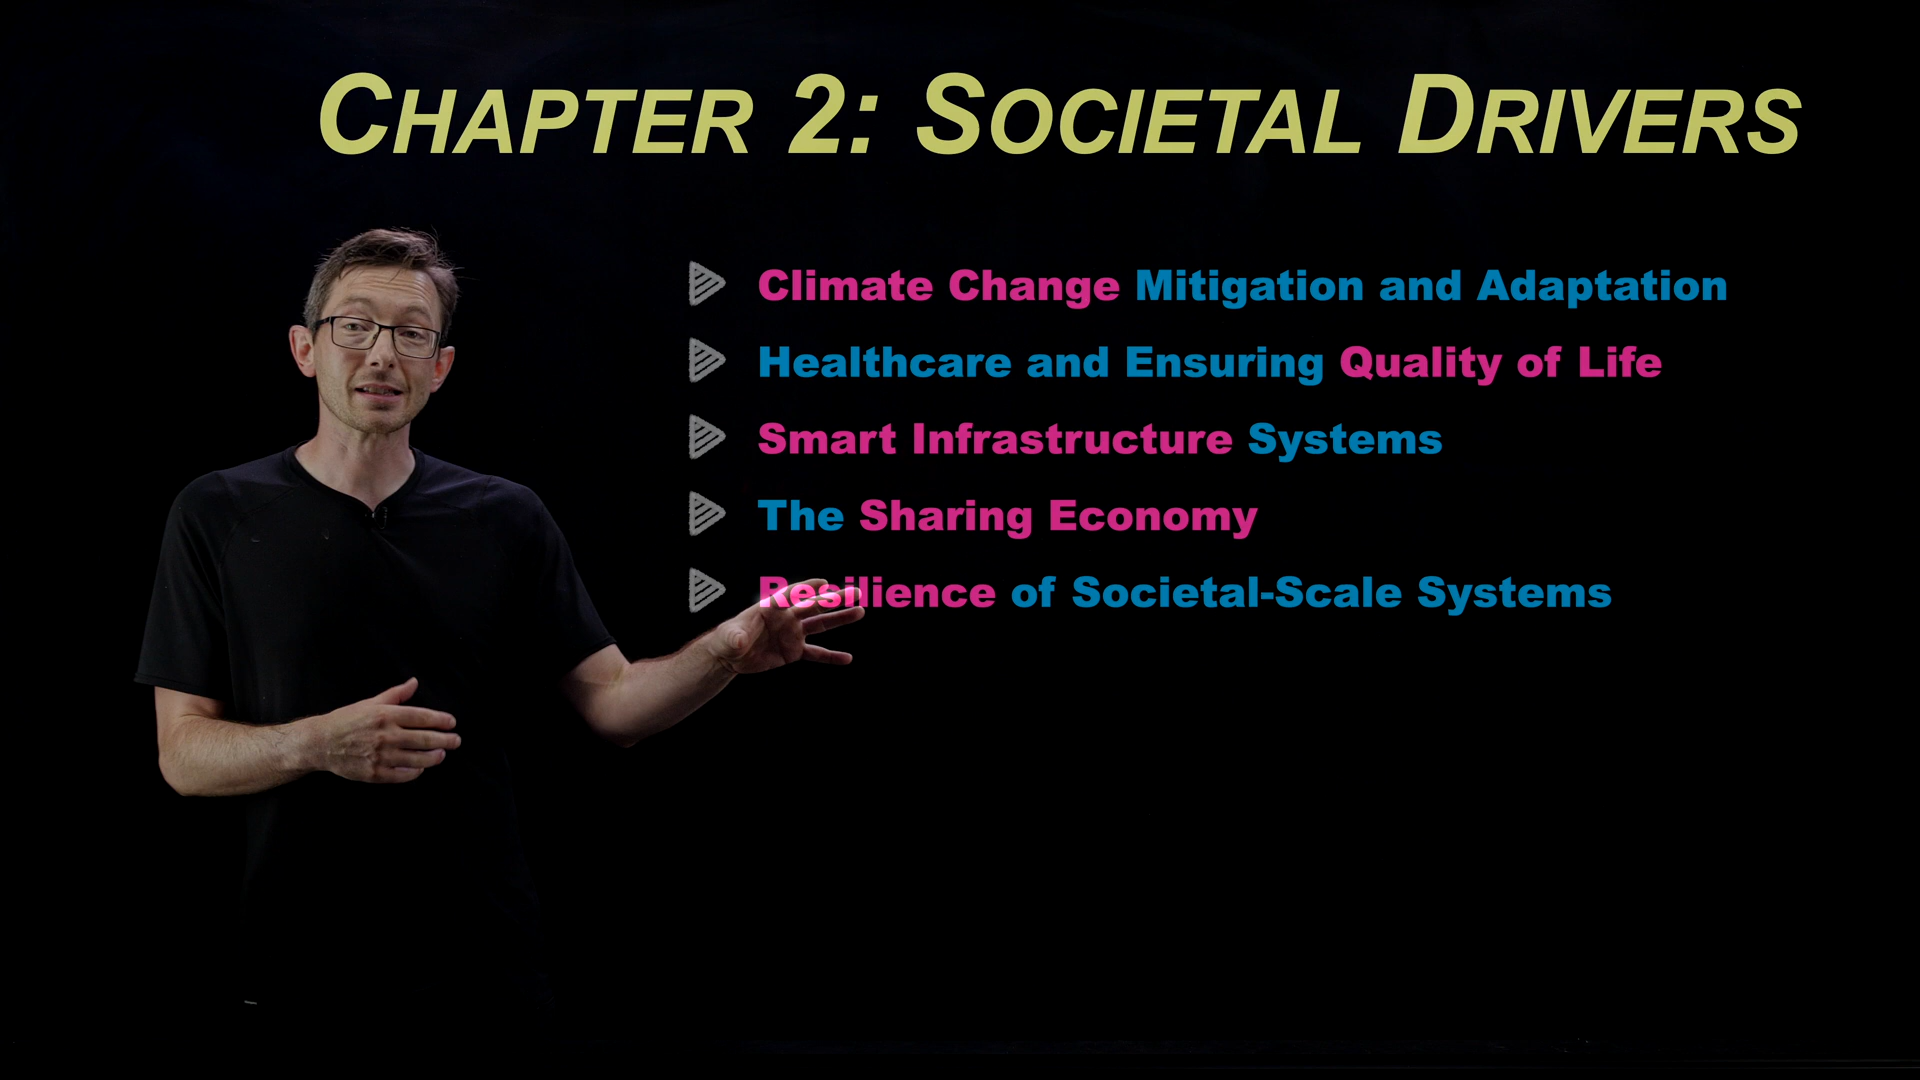 Chapter 2: Societal Drivers
Climate Change Mitigation and Adaptation
Healthcare and Ensuring Quality of Life
Smart Infrastructure Systems
The Sharing Economy
Resilience of Societal-Scale Systems